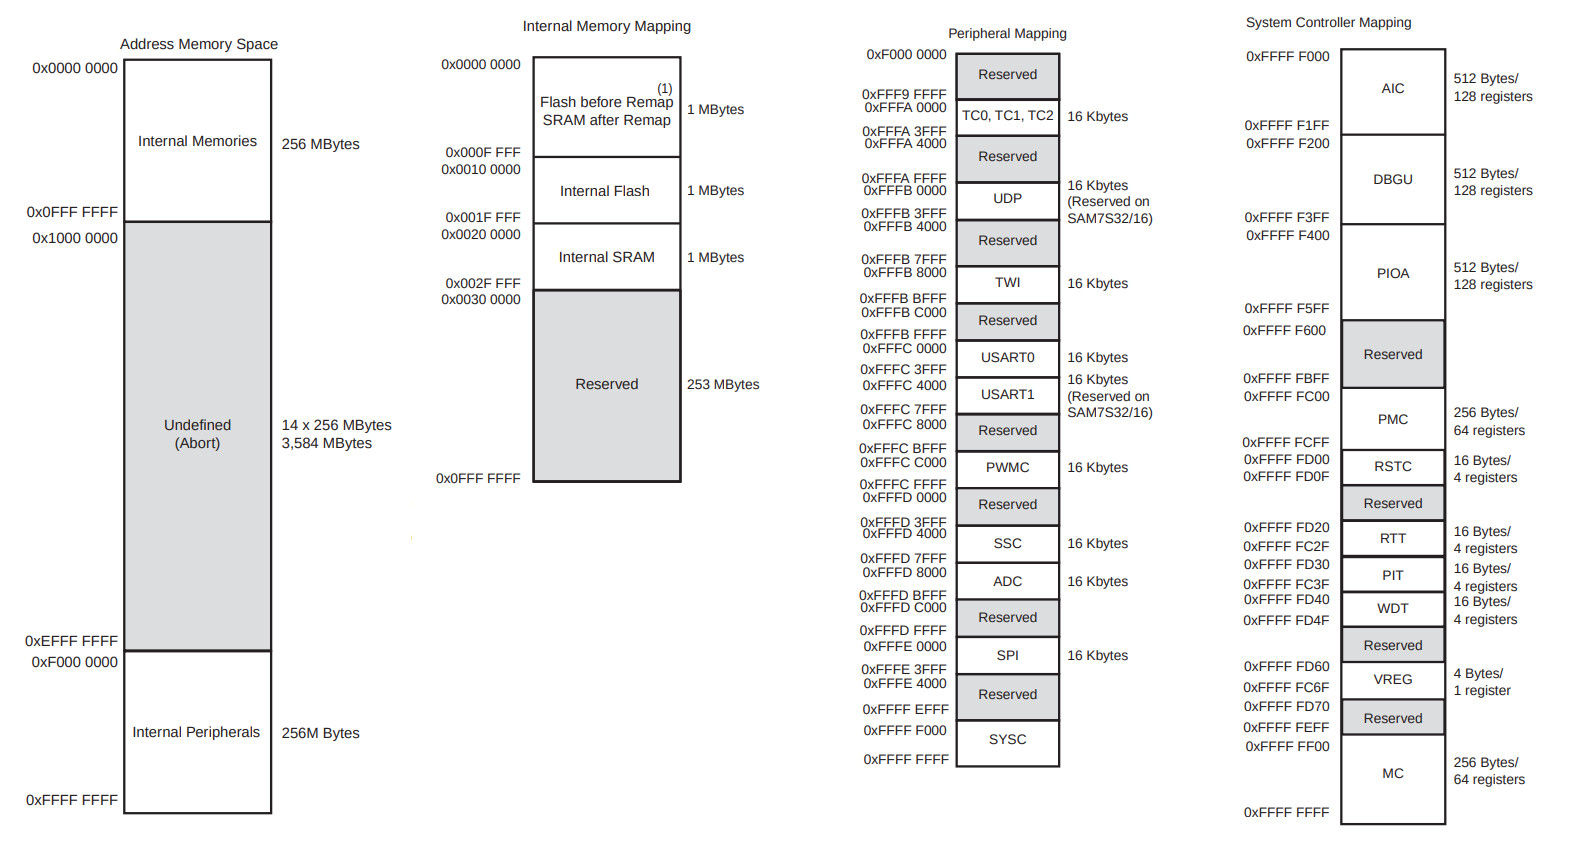 Address Memory Space
0x0000 0000
Internal Memories
256 MBytes
0x0FFF FFFF
0x1000 0000
Undefined
(Abort)
14 x 256 MBytes
3,584 MBytes
0xEFFF FFFF
0xF000 0000
Internal Peripherals
256M Bytes
0xFFFF FFFF
Internal Memory Mapping
0x0000 0000
(1)
Flash before Remap
SRAM after Remap
1 MBytes
0x000F FFF
0x0010 0000
Internal Flash
1 MBytes
0x001F FFF
0x0020 0000
Internal SRAM
1 MBytes
0x002F FFF
0x0030 0000
Reserved
253 MBytes
0x0FFF FFFF
Peripheral Mapping
0xF000 0000
Reserved
0xFFF9 FFFF
0xFFFA 0000
TC0, TC1, TC2
16 Kbytes
0xFFFA 3FFF
0xFFFA 4000
Reserved
0xFFFA FFFF
0xFFFB 0000
UDP
16 Kbytes
(Reserved on
SAM7S32/16)
0xFFFB 3FFF
0xFFFB 4000
Reserved
0xFFFB 7FFF
0xFFFB 8000
TWI
16 Kbytes
0xFFFB BFFF
0xFFFB C000
Reserved
0xFFFB FFFF
0xFFFC 0000
USART0
16 Kbytes
0xFFFC 3FFF
0xFFFC 4000
USART1
16 Kbytes
(Reserved on
SAM7S32/16)
0xFFFC 7FFF
0xFFFC 8000
Reserved
0xFFFC BFFF
0xFFFC C000
PWMC
16 Kbytes
0xFFFC FFFF
0xFFFD 0000
Reserved
0xFFFD 3FFF
0xFFFD 4000
SSC
16 Kbytes
0xFFFD 7FFF
0xFFFD 8000
ADC
16 Kbytes
0xFFFD BFFF
0xFFFD C000
Reserved
0xFFFD FFFF
0xFFFE 0000
SPI
16 Kbytes
0xFFFE 3FFF
0xFFFE 4000
Reserved
0xFFFF EFFF
0xFFFF F000
SYSC
0xFFFF FFFF
System Controller Mapping
0xFFFF F000
AIC
512 Bytes/
128 registers
0xFFFF F1FF
0xFFFF F200
DBGU
512 Bytes/
128 registers
0xFFFF F3FF
0xFFFF F400
PIOA
512 Bytes/
128 registers
0xFFFF F5FF
0xFFFF F600
Reserved
0xFFFF FBFF
0xFFFF FC00
PMC
256 Bytes/
64 registers
0xFFFF FCFF
0xFFFF FD00
RSTC
16 Bytes/
4 registers
0xFFFF FD0F
Reserved
0xFFFF FD20
RTT
16 Bytes/
4 registers
0xFFFF FC2F
0xFFFF FD30
PIT
16 Bytes/
4 registers
0xFFFF FC3F
0xFFFF FD40
WDT
16 Bytes/
4 registers
0xFFFF FD4F
Reserved
0xFFFF FD60
VREG
4 Bytes/
1 register
0xFFFF FC6F
0xFFFF FD70
Reserved
0xFFFF FEFF
0xFFFF FF00
MC
256 Bytes/
64 registers
0xFFFF FFFF